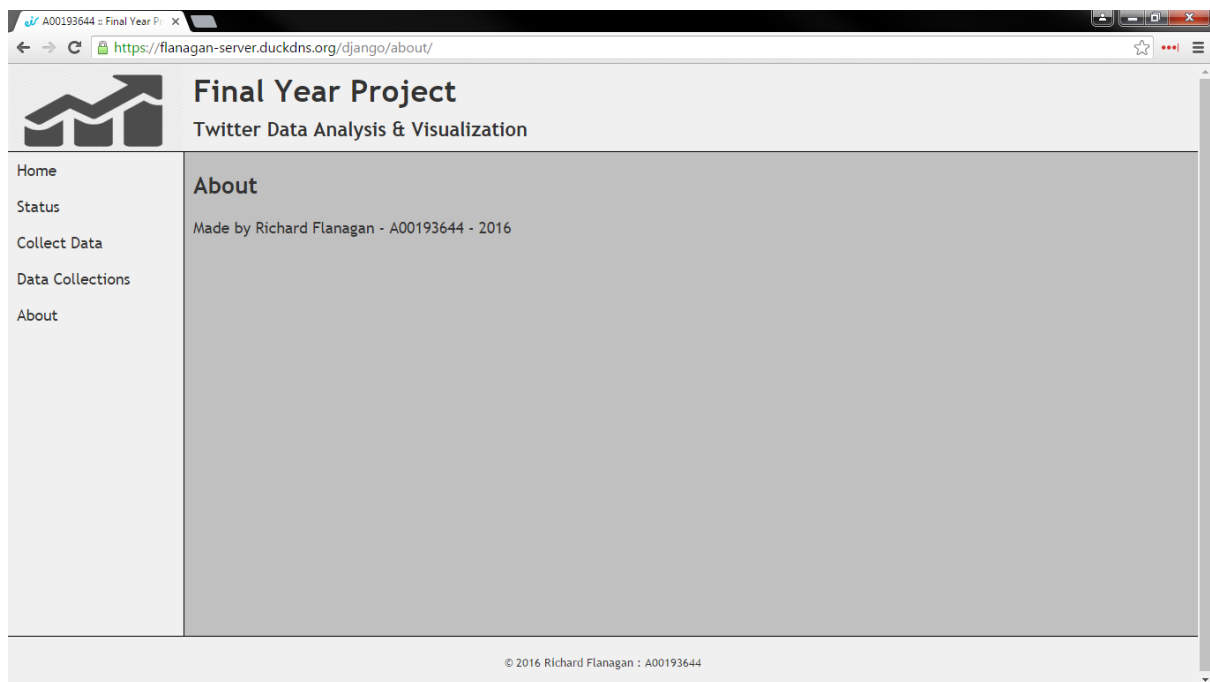 A00193644 :: Final Year Pr
https://flanagan-server.duckdns.org/django/about/
Final Year Project
Twitter Data Analysis & Visualization
Home
Status
Collect Data
Data Collections
About
About
Made by Richard Flanagan - A00193644 - 2016
© 2016 Richard Flanagan : A00193644